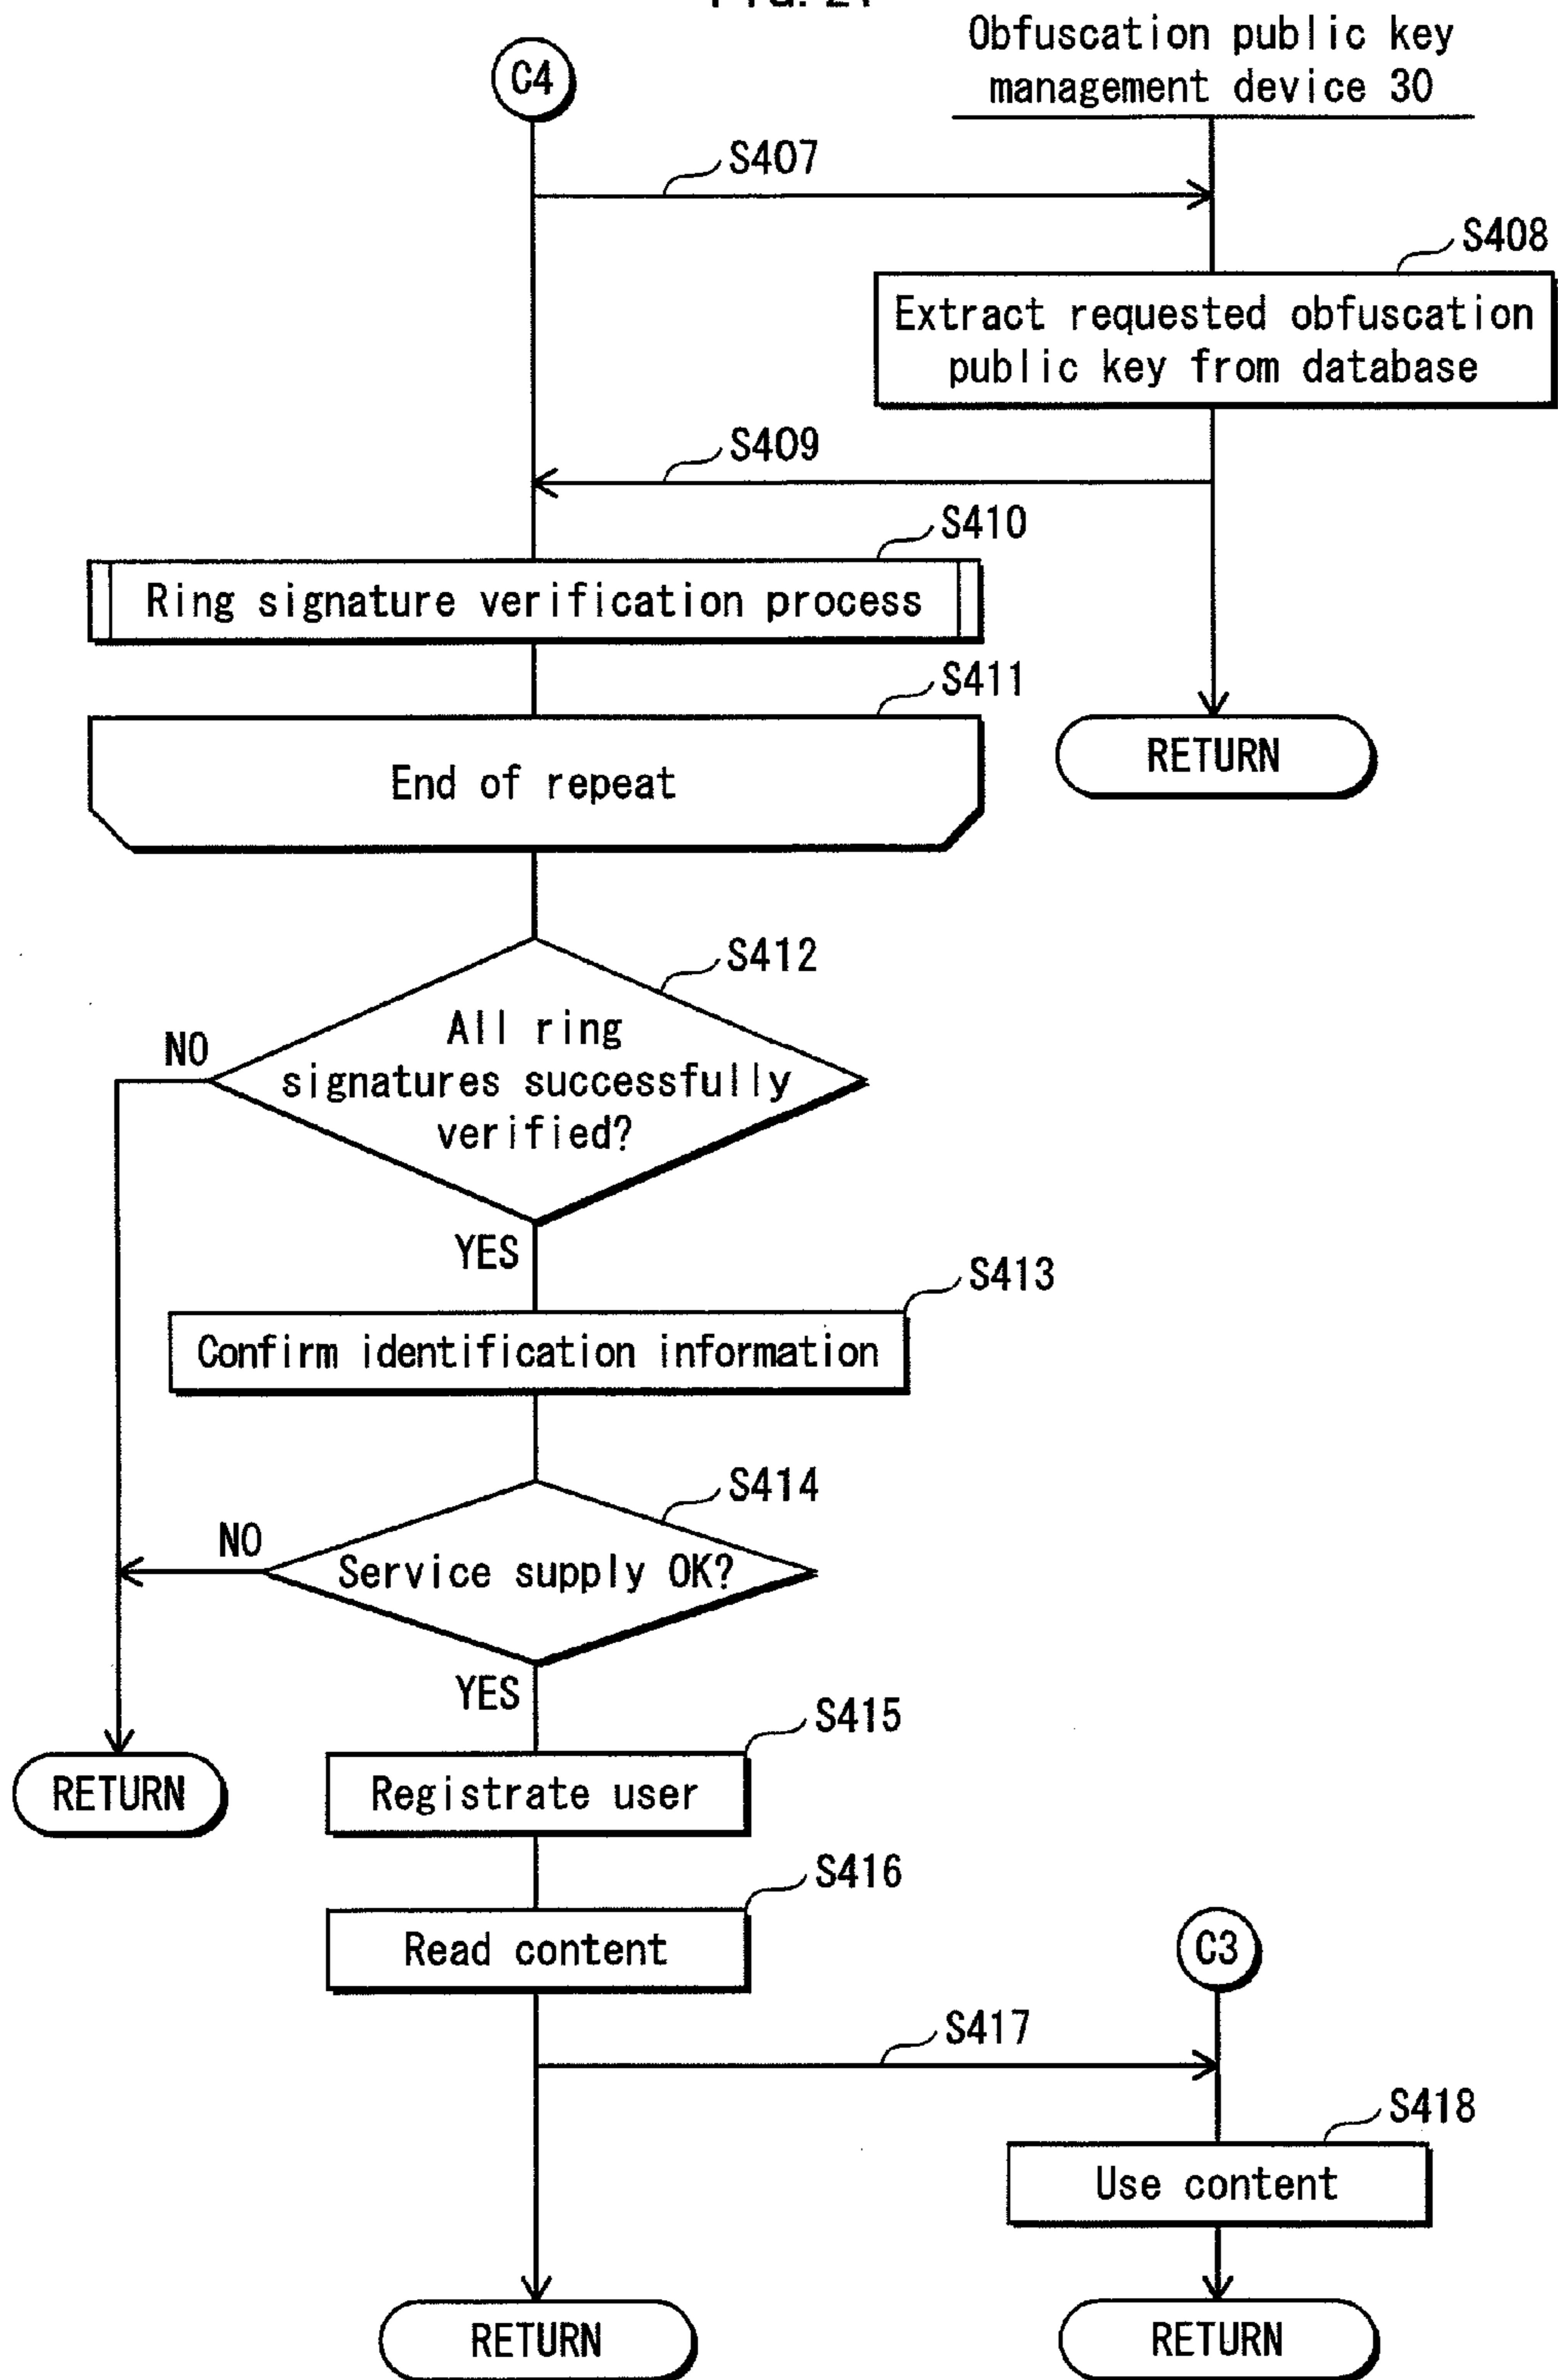 Obfuscation public key
management device 30
C4
S407
S408
Extract requested obfuscation
public key from database
S409
S410
Ring signature verification process
S411
RETURN
End of repeat
S412
All ring
signatures successfully
verified?
NO
YES
S413
Confirm identification information
S414
NO
Service supply OK?
YES
S415
RETURN
Registrate user
S416
Read content
C3
S417
S418
Use content
RETURN
RETURN